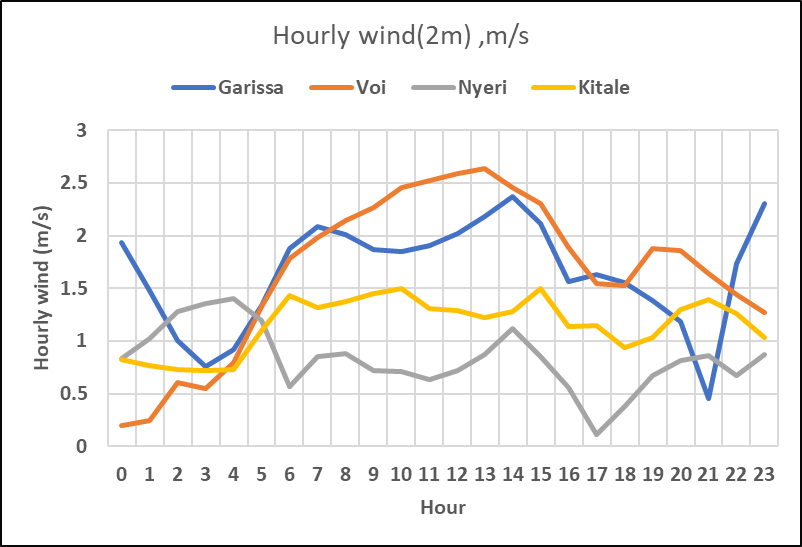 Hourly wind(2m) ,m/s
Garissa Voi Nyeri Kitale
3
2.5
2
1.5
1
0.5
0
Hourly wind (m/s)
0 1 2 3 4 5 6 7 8 9 10 11 12 13 14 15 16 17 18 19 20 21 22 23
Hour